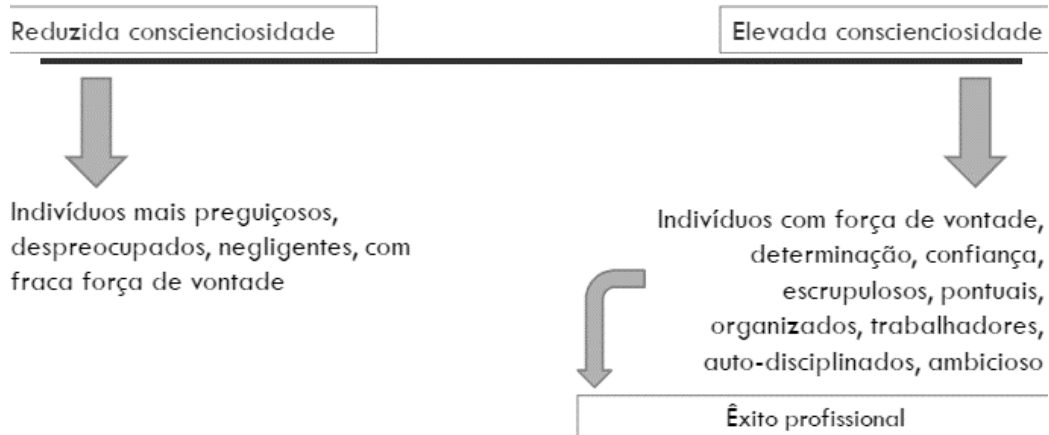 Reduzida conscienciosidade
Elevada conscienciosidade
Indivíduos mais preguiçosos,
despreocupados, negligentes, com
fraca força de vontade
Indivíduos com força de vontade,
determinação, confiança,
escrupulosos, pontuais,
organizados, trabalhadores,
auto-disciplinados, ambicioso
Êxito profissional